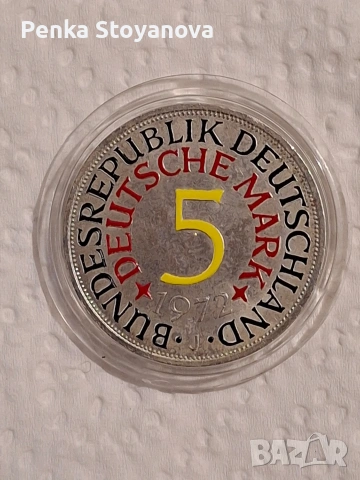 Penka Stoyanova
BUNDESREPUBLIK DEUTSCHLAND
★ DEUTSCHE MARK ★
5
1972
J
BAZAR